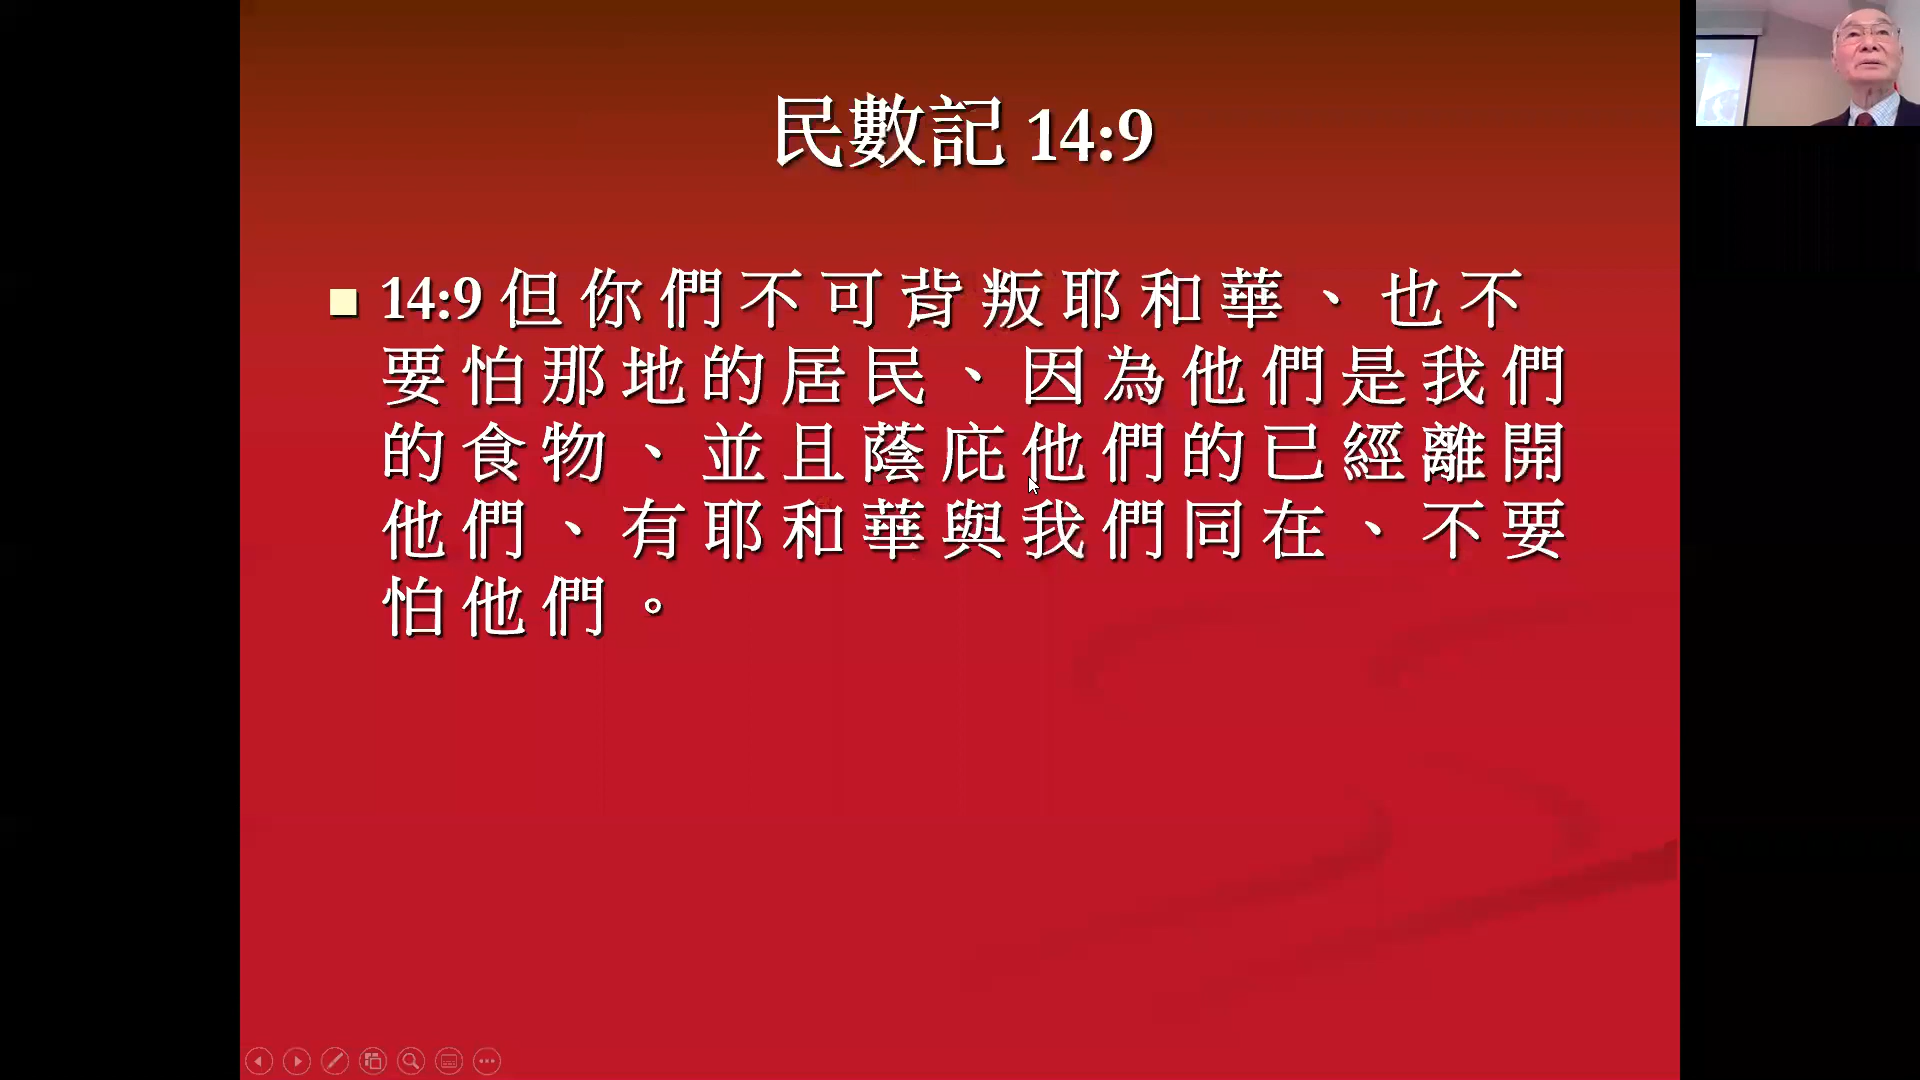 民數記 14:9
14:9 但你們不可背叛耶和華、也不
要怕那地的居民、因為他們是我們
的食物、並且蔭庇他們的已經離開
他們、有耶和華與我們同在、不要
怕他們。